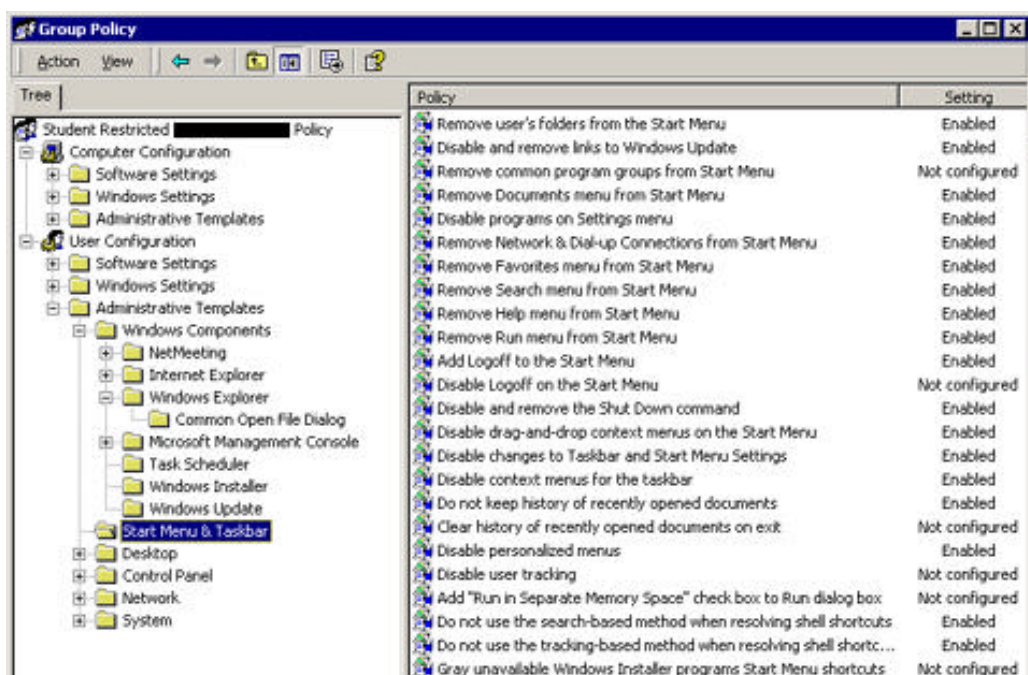 Group Policy
Action View
Tree
Student Restricted Policy
Computer Configuration
Software Settings
Windows Settings
Administrative Templates
User Configuration
Software Settings
Windows Settings
Administrative Templates
Windows Components
NetMeeting
Internet Explorer
Windows Explorer
Common Open File Dialog
Microsoft Management Console
Task Scheduler
Windows Installer
Windows Update
Start Menu & Taskbar
Desktop
Control Panel
Network
System
Policy Setting
Remove user's folders from the Start Menu Enabled
Disable and remove links to Windows Update Enabled
Remove common program groups from Start Menu Not configured
Remove Documents menu from Start Menu Enabled
Disable programs on Settings menu Enabled
Remove Network & Dial-up Connections from Start Menu Enabled
Remove Favorites menu from Start Menu Enabled
Remove Search menu from Start Menu Enabled
Remove Help menu from Start Menu Enabled
Remove Run menu from Start Menu Enabled
Add Logoff to the Start Menu Enabled
Disable Logoff on the Start Menu Not configured
Disable and remove the Shut Down command Enabled
Disable drag-and-drop context menus on the Start Menu Enabled
Disable changes to Taskbar and Start Menu Settings Enabled
Disable context menus for the taskbar Enabled
Do not keep history of recently opened documents Enabled
Clear history of recently opened documents on exit Not configured
Disable personalized menus Enabled
Disable user tracking Not configured
Add "Run in Separate Memory Space" check box to Run dialog box Not configured
Do not use the search-based method when resolving shell shortcuts Enabled
Do not use the tracking-based method when resolving shell shortc... Enabled
Gray unavailable Windows Installer programs Start Menu shortcuts Not configured